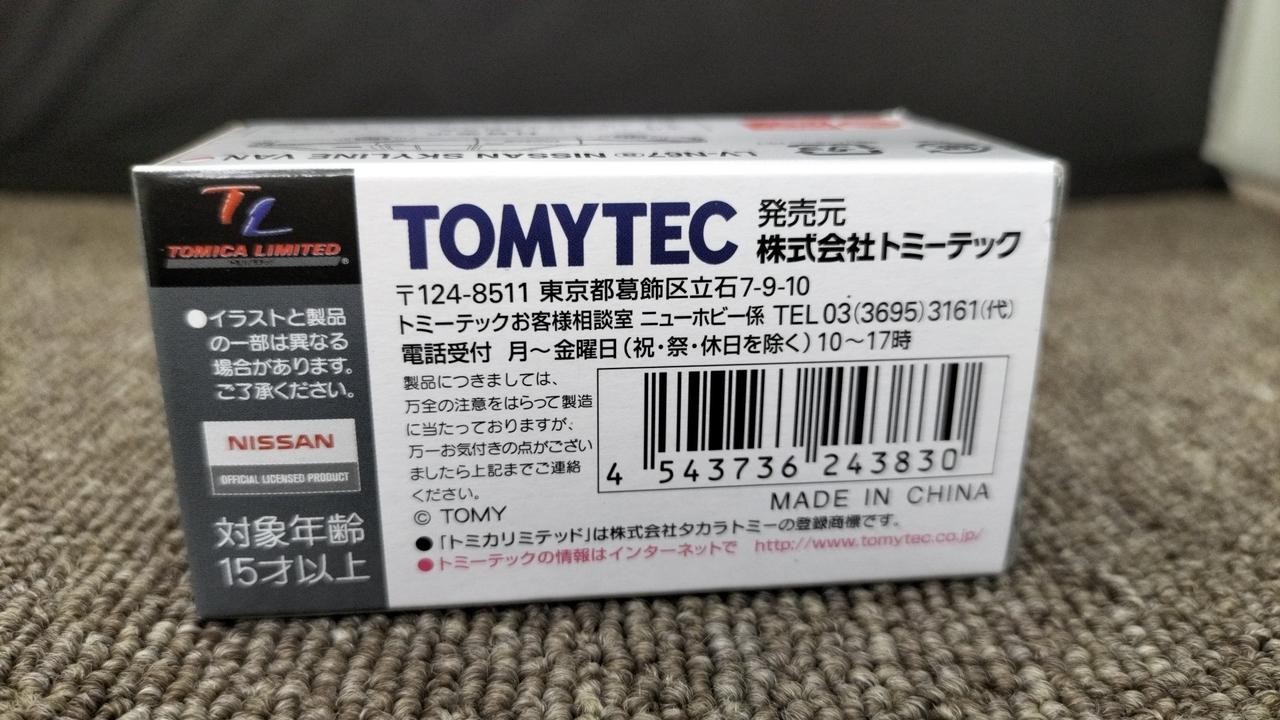 LV-N67ⓐ NISSAN SKYLINE VAN
TL
TOMICA LIMITED
®
●イラストと製品
の一部は異なる
場合があります。
ご了承ください。
NISSAN
OFFICIAL LICENSED PRODUCT
対象年齢
15才以上
TOMYTEC
発売元
株式会社トミーテック
〒124-8511 東京都葛飾区立石7-9-10
トミーテックお客様相談室 ニューホビー係 TEL 03(3695)3161(代)
電話受付 月～金曜日(祝・祭・休日を除く)10～17時
製品につきましては、
万全の注意をはらって製造
に当たっておりますが、
万一お気付きの点がござい
ましたら上記までご連絡
ください。
4 543736 243830
MADE IN CHINA
© TOMY
●「トミカリミテッド」は株式会社タカラトミーの登録商標です。
●トミーテックの情報はインターネットで http://www.tomytec.co.jp/